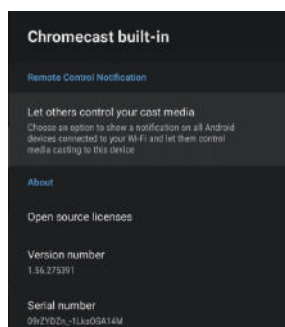 Chromecast built-in
Remote Control Notification
Let others control your cast media
Choose an option to show a notification on all Android
devices connected to your Wi-Fi and let them control
media casting to this device
About
Open source licenses
Version number
1.56.275391
Serial number